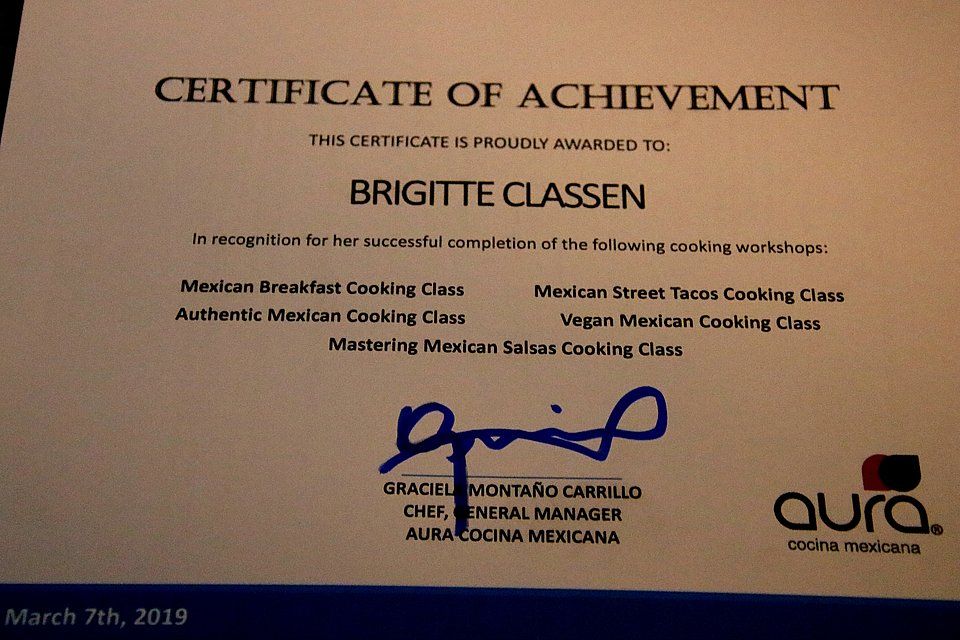 CERTIFICATE OF ACHIEVEMENT
THIS CERTIFICATE IS PROUDLY AWARDED TO:
BRIGITTE CLASSEN
In recognition for her successful completion of the following cooking workshops:
Mexican Breakfast Cooking Class Mexican Street Tacos Cooking Class
Authentic Mexican Cooking Class Vegan Mexican Cooking Class
Mastering Mexican Salsas Cooking Class
GRACIELA MONTAÑO CARRILLO
CHEF, GENERAL MANAGER
AURA COCINA MEXICANA
aura®
cocina mexicana
March 7th, 2019